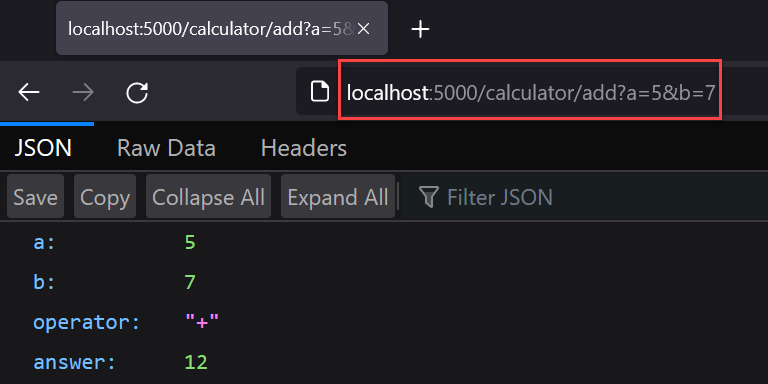 localhost:5000/calculator/add?a=5&
localhost:5000/calculator/add?a=5&b=7
JSON Raw Data Headers
Save Copy Collapse All Expand All Filter JSON
a: 5
b: 7
operator: "+"
answer: 12